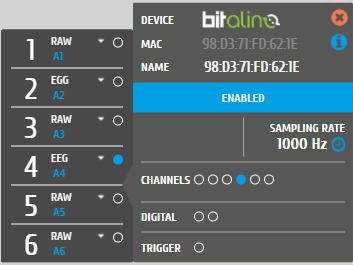 1 RAW
A1
2 EGG
A2
3 RAW
A3
4 EEG
A4
5 RAW
A5
6 RAW
A6
DEVICE bitalino
MAC 98:D3:71:FD:62:1E
NAME 98:D3:71:FD:62:1E
ENABLED
SAMPLING RATE
1000 Hz
CHANNELS
DIGITAL
TRIGGER